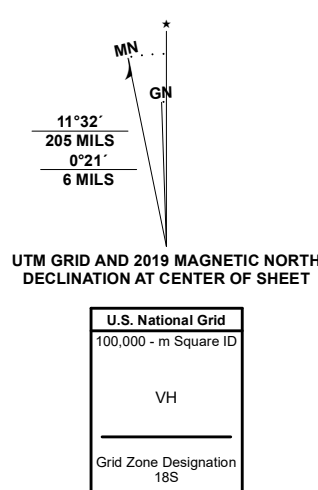 ★
MN
GN
11°32´
205 MILS
0°21´
6 MILS
UTM GRID AND 2019 MAGNETIC NORTH
DECLINATION AT CENTER OF SHEET
U.S. National Grid
100,000 - m Square ID
VH
Grid Zone Designation
18S